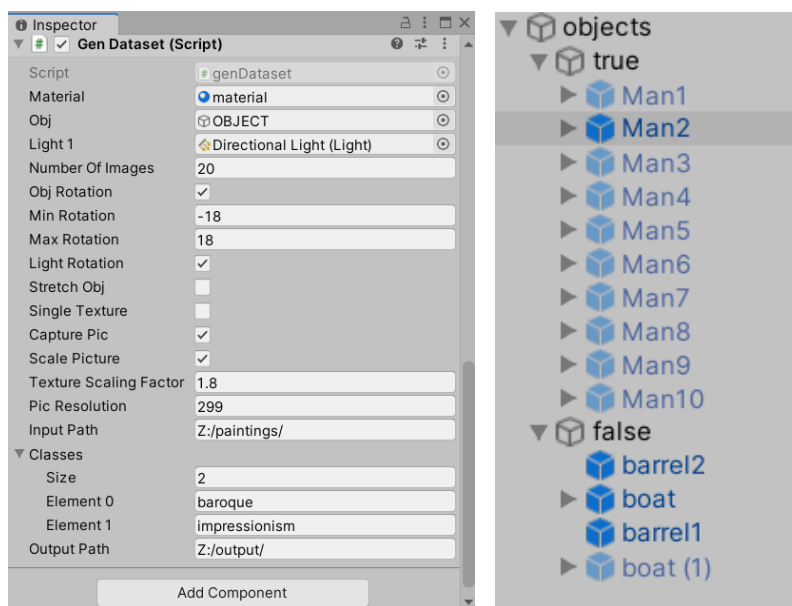 Inspector
# Gen Dataset (Script)
Script # genDataset
Material material
Obj OBJECT
Light 1 Directional Light (Light)
Number Of Images 20
Obj Rotation
Min Rotation -18
Max Rotation 18
Light Rotation
Stretch Obj
Single Texture
Capture Pic
Scale Picture
Texture Scaling Factor 1.8
Pic Resolution 299
Input Path Z:/paintings/
Classes
Size 2
Element 0 baroque
Element 1 impressionism
Output Path Z:/output/
Add Component
objects
true
Man1
Man2
Man3
Man4
Man5
Man6
Man7
Man8
Man9
Man10
false
barrel2
boat
barrel1
boat (1)